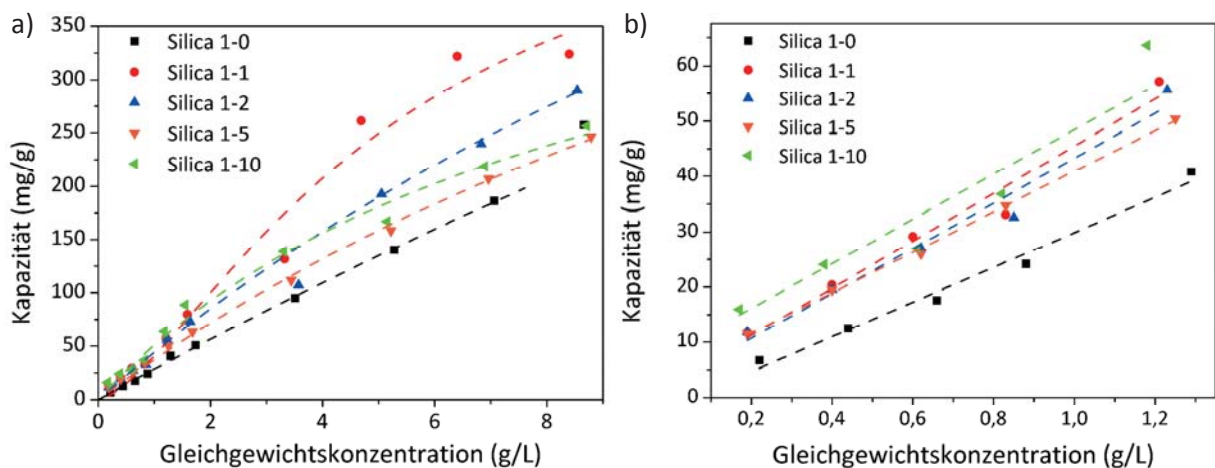 a)
Kapazität (mg/g)
350
300
250
200
150
100
50
0
Silica 1-0
Silica 1-1
Silica 1-2
Silica 1-5
Silica 1-10
0 2 4 6 8
Gleichgewichtskonzentration (g/L)
b)
Kapazität (mg/g)
60
50
40
30
20
10
0
Silica 1-0
Silica 1-1
Silica 1-2
Silica 1-5
Silica 1-10
0,2 0,4 0,6 0,8 1,0 1,2
Gleichgewichtskonzentration (g/L)